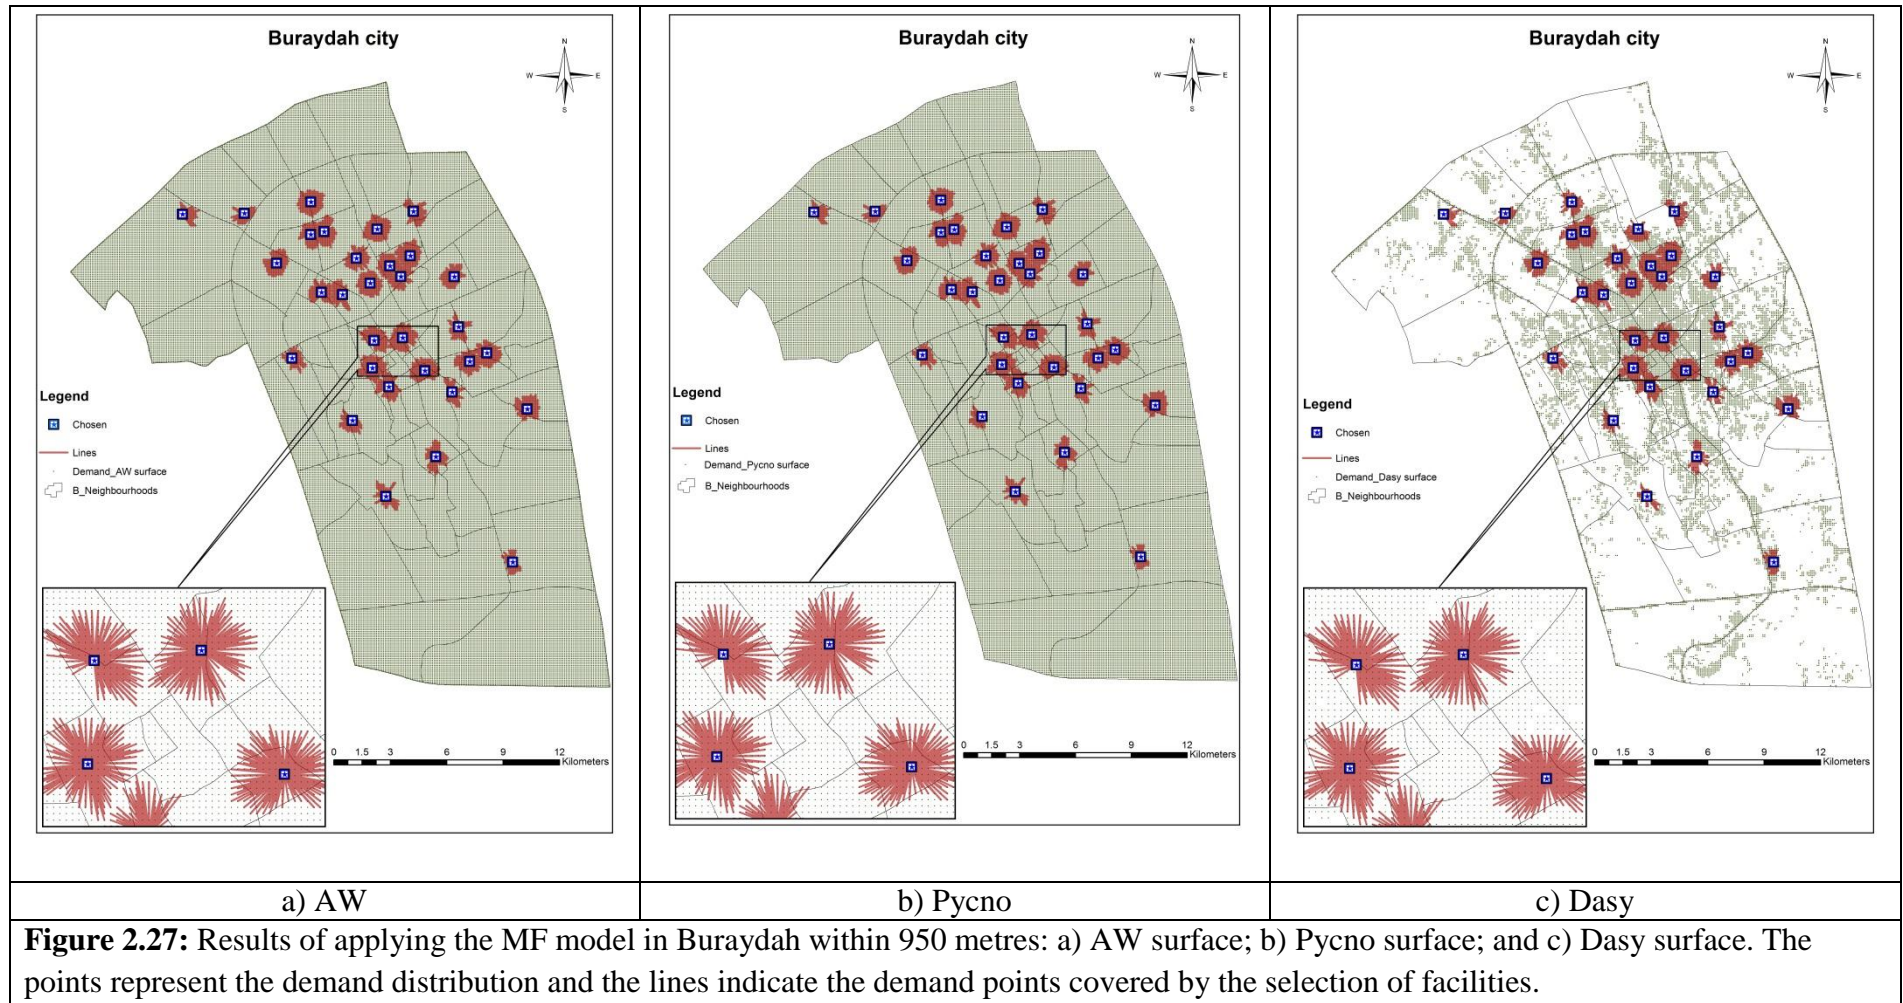 Buraydah city
N
W E
S
Legend
Chosen
Lines
Demand_AW surface
B_Neighbourhoods
0 1.5 3 6 9 12
Kilometers
Buraydah city
N
W E
S
Legend
Chosen
Lines
Demand_Pycno surface
B_Neighbourhoods
0 1.5 3 6 9 12
Kilometers
Buraydah city
N
W E
S
Legend
Chosen
Lines
Demand_Dasy surface
B_Neighbourhoods
0 1.5 3 6 9 12
Kilometers
a) AW
b) Pycno
c) Dasy
Figure 2.27: Results of applying the MF model in Buraydah within 950 metres: a) AW surface; b) Pycno surface; and c) Dasy surface. The
points represent the demand distribution and the lines indicate the demand points covered by the selection of facilities.